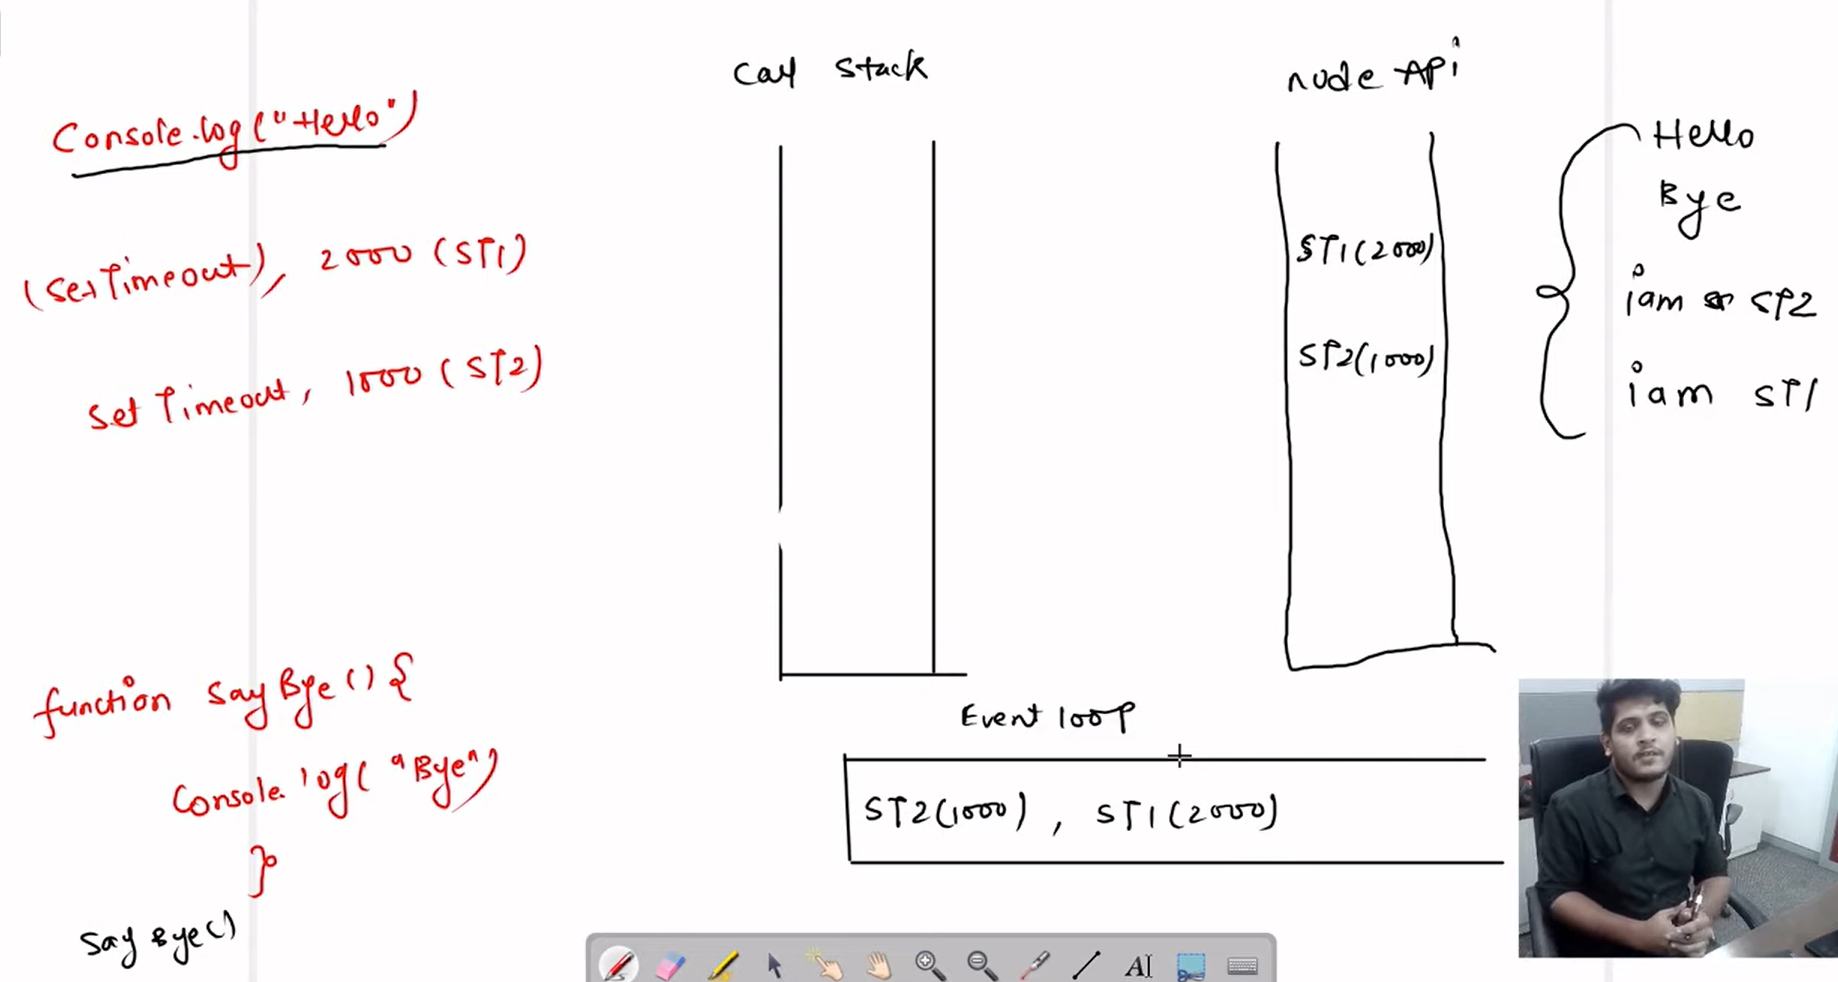 Console.log("Hello")
(SetTimeout), 2000 (ST1)
Set Timeout, 1000 (ST2)
function SayBye() {
Console.log("Bye")
}
Say Bye()
Call Stack
node API
ST1(2000)
ST2(1000)
Hello
Bye
iam ST2
iam ST1
Event loop
ST2(1000), ST1(2000)
AI